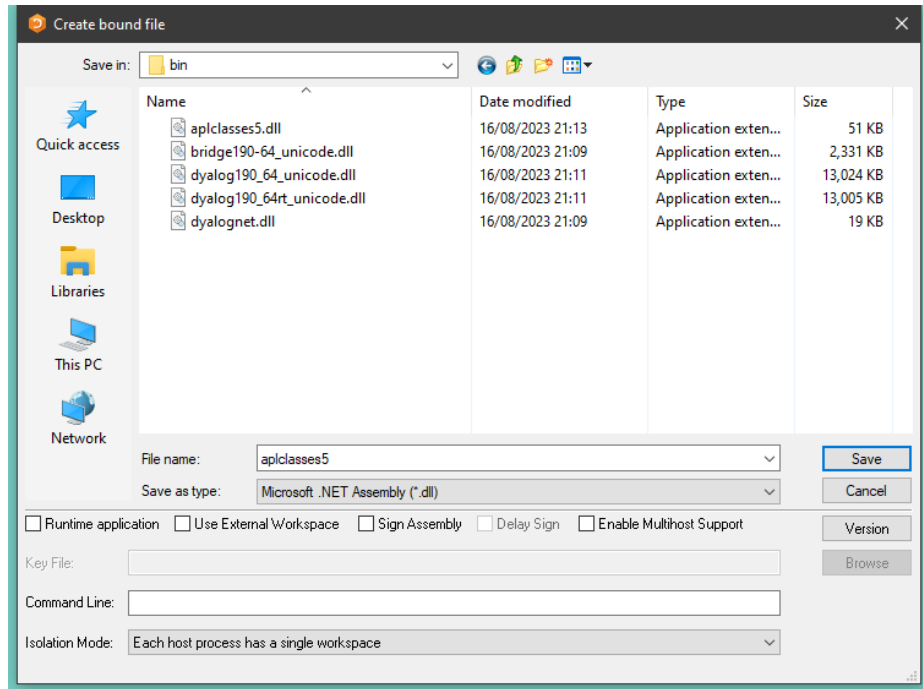 Create bound file
Save in: bin
Name Date modified Type Size
aplclasses5.dll 16/08/2023 21:13 Application exten... 51 KB
bridge190-64_unicode.dll 16/08/2023 21:09 Application exten... 2,331 KB
dyalog190_64_unicode.dll 16/08/2023 21:11 Application exten... 13,024 KB
dyalog190_64rt_unicode.dll 16/08/2023 21:11 Application exten... 13,005 KB
dyalognet.dll 16/08/2023 21:09 Application exten... 19 KB
Quick access
Desktop
Libraries
This PC
Network
File name: aplclasses5 Save
Save as type: Microsoft .NET Assembly (*.dll) Cancel
Runtime application Use External Workspace Sign Assembly Delay Sign Enable Multihost Support Version
Key File: Browse
Command Line:
Isolation Mode: Each host process has a single workspace